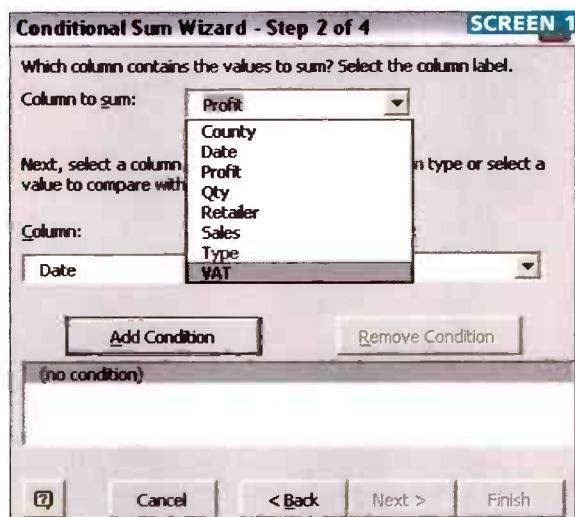 Conditional Sum Wizard - Step 2 of 4
SCREEN 1
Which column contains the values to sum? Select the column label.
Column to sum:
Profit
County
Date
Profit
Qty
Retailer
Sales
Type
VAT
Next, select a column
n type or select a
value to compare with
Column:
Date
Add Condition
Remove Condition
(no condition)
Cancel
< Back
Next >
Finish